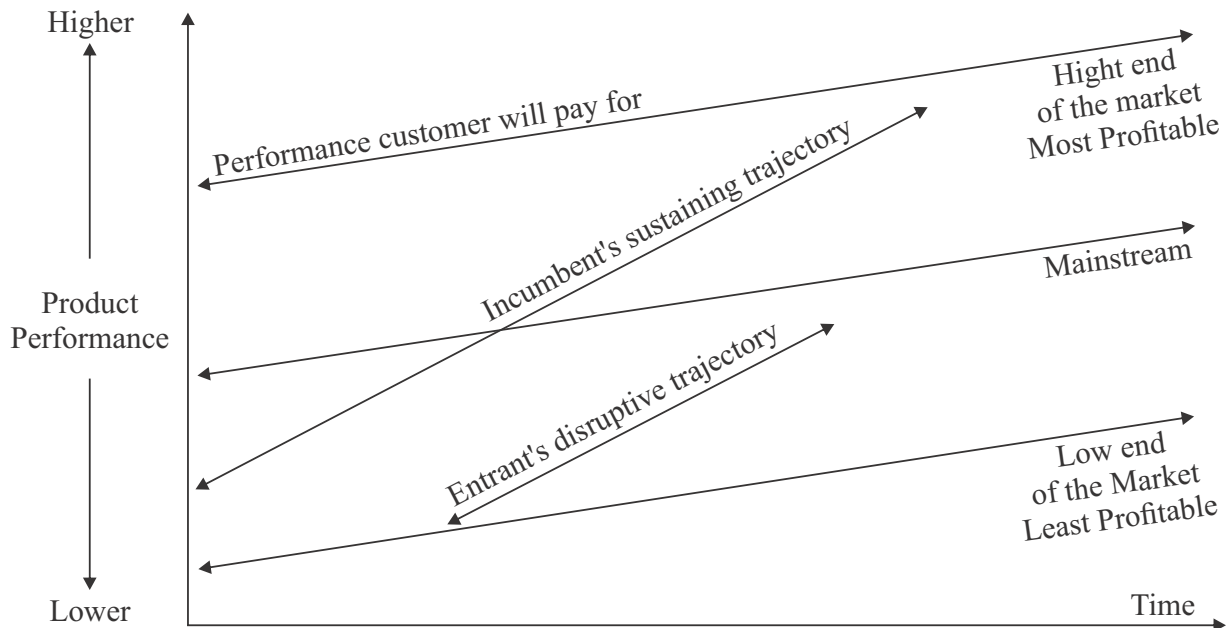 Higher
Product
Performance
Lower
Performance customer will pay for
Incumbent's sustaining trajectory
Entrant's disruptive trajectory
Hight end
of the market
Most Profitable
Mainstream
Low end
of the Market
Least Profitable
Time